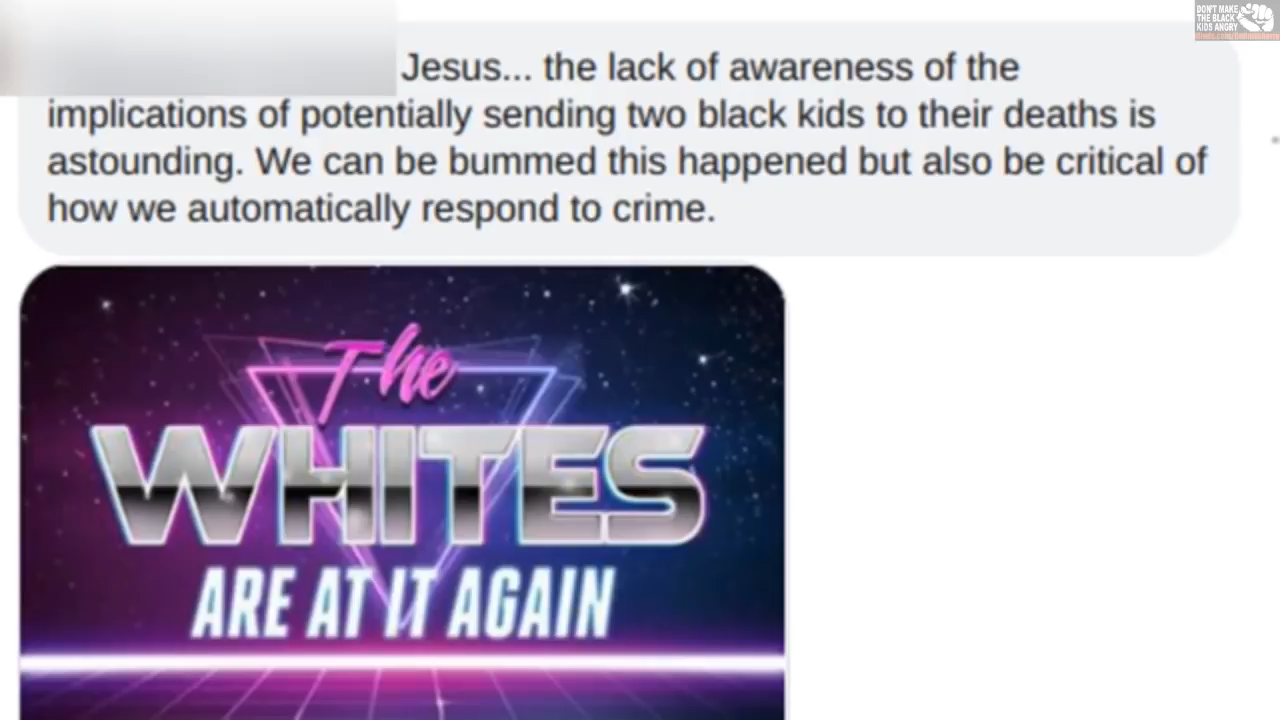 DON'T MAKE
THE BLACK
KIDS ANGRY
Jesus... the lack of awareness of the
implications of potentially sending two black kids to their deaths is
astounding. We can be bummed this happened but also be critical of
how we automatically respond to crime.
The
WHITES
ARE AT IT AGAIN